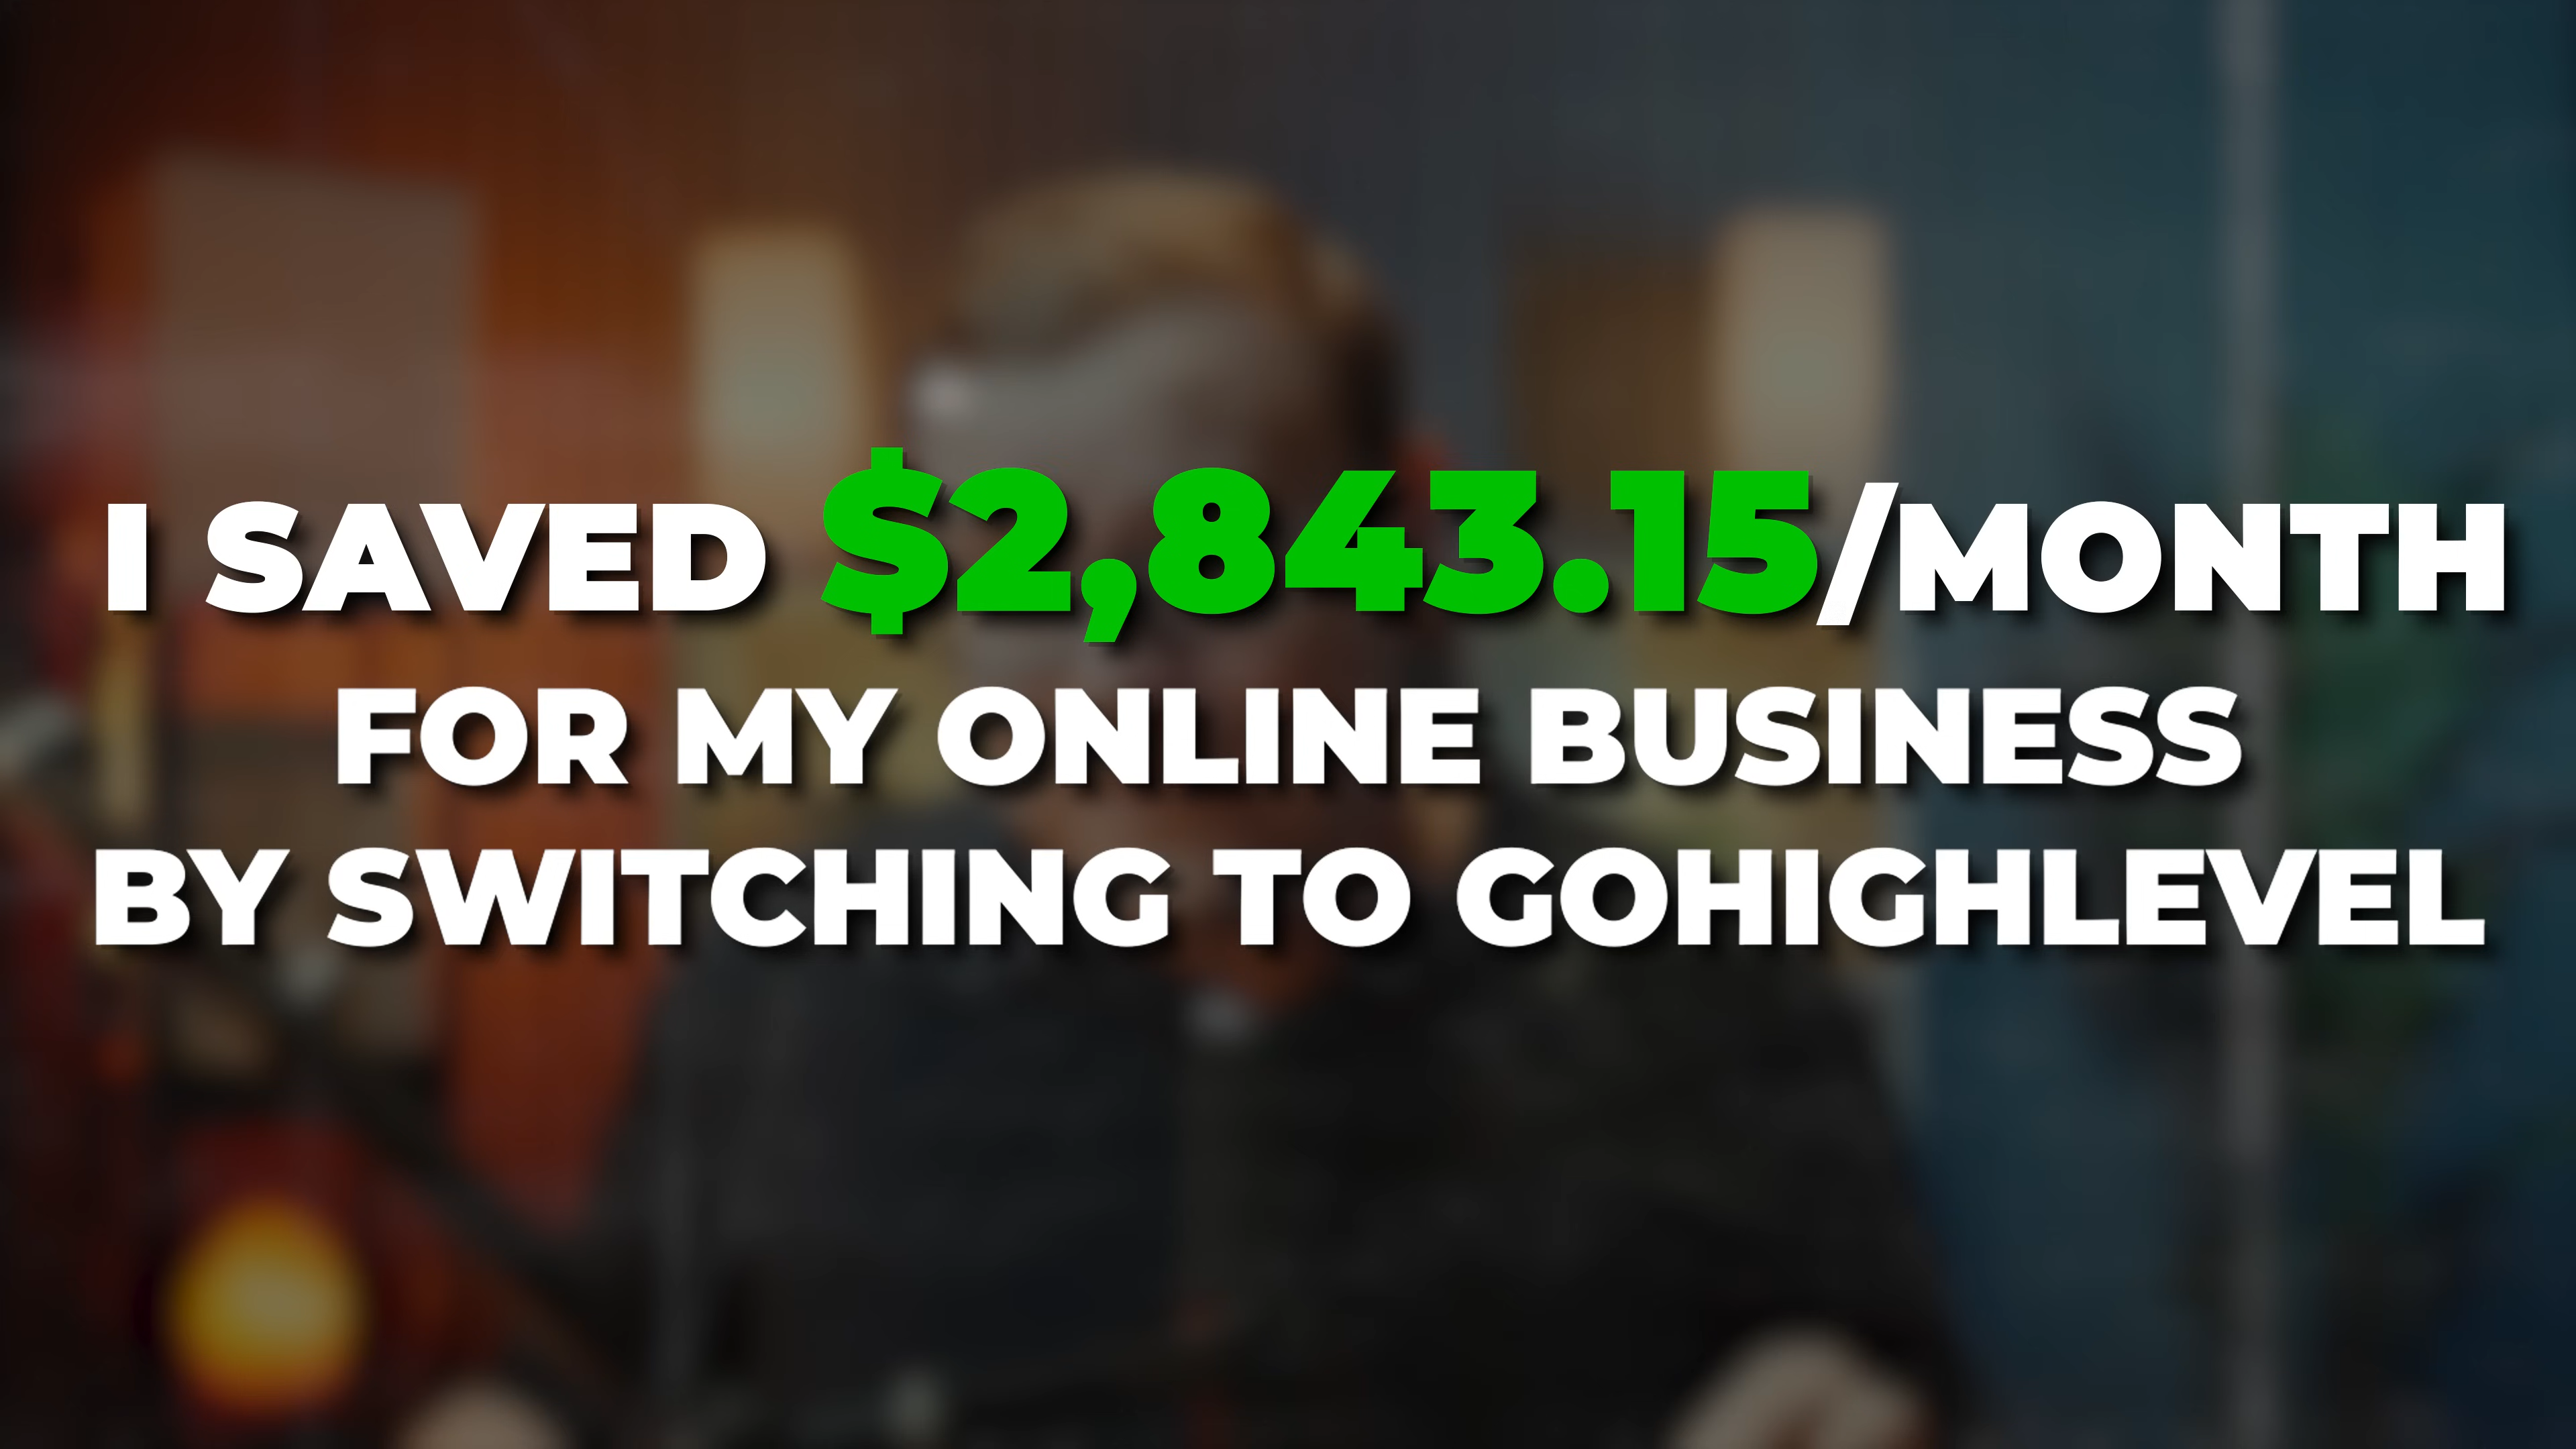 I SAVED $2,843.15/MONTH
FOR MY ONLINE BUSINESS
BY SWITCHING TO GOHIGHLEVEL